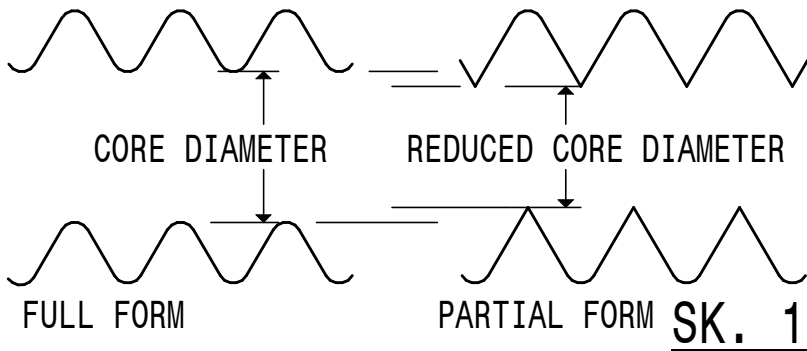 CORE DIAMETER
REDUCED CORE DIAMETER
FULL FORM
PARTIAL FORM
SK. 1